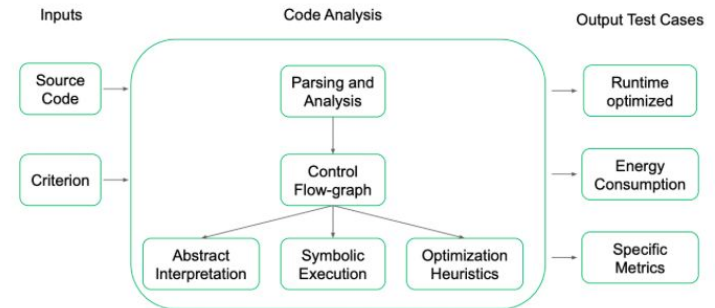 Inputs
Code Analysis
Output Test Cases
Source
Code
Parsing and
Analysis
Runtime
optimized
Criterion
Control
Flow-graph
Energy
Consumption
Abstract
Interpretation
Symbolic
Execution
Optimization
Heuristics
Specific
Metrics